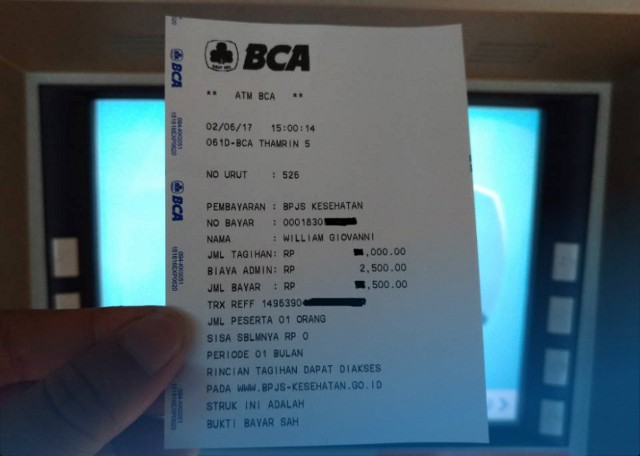 BCA
** ATM BCA **
02/06/17 15:00:14
061D-BCA THAMRIN 5
NO URUT : 526
PEMBAYARAN : BPJS KESEHATAN
NO BAYAR : 0001830
NAMA : WILLIAM GIOVANNI
JML TAGIHAN: RP ,000.00
BIAYA ADMIN: RP 2,500.00
JML BAYAR : RP ,500.00
TRX REFF 1496390
JML PESERTA 01 ORANG
SISA SBLMNYA RP 0
PERIODE 01 BULAN
RINCIAN TAGIHAN DAPAT DIAKSES
PADA WWW.BPJS-KESEHATAN.GO.ID
STRUK INI ADALAH
BUKTI BAYAR SAH
BCA
BCA